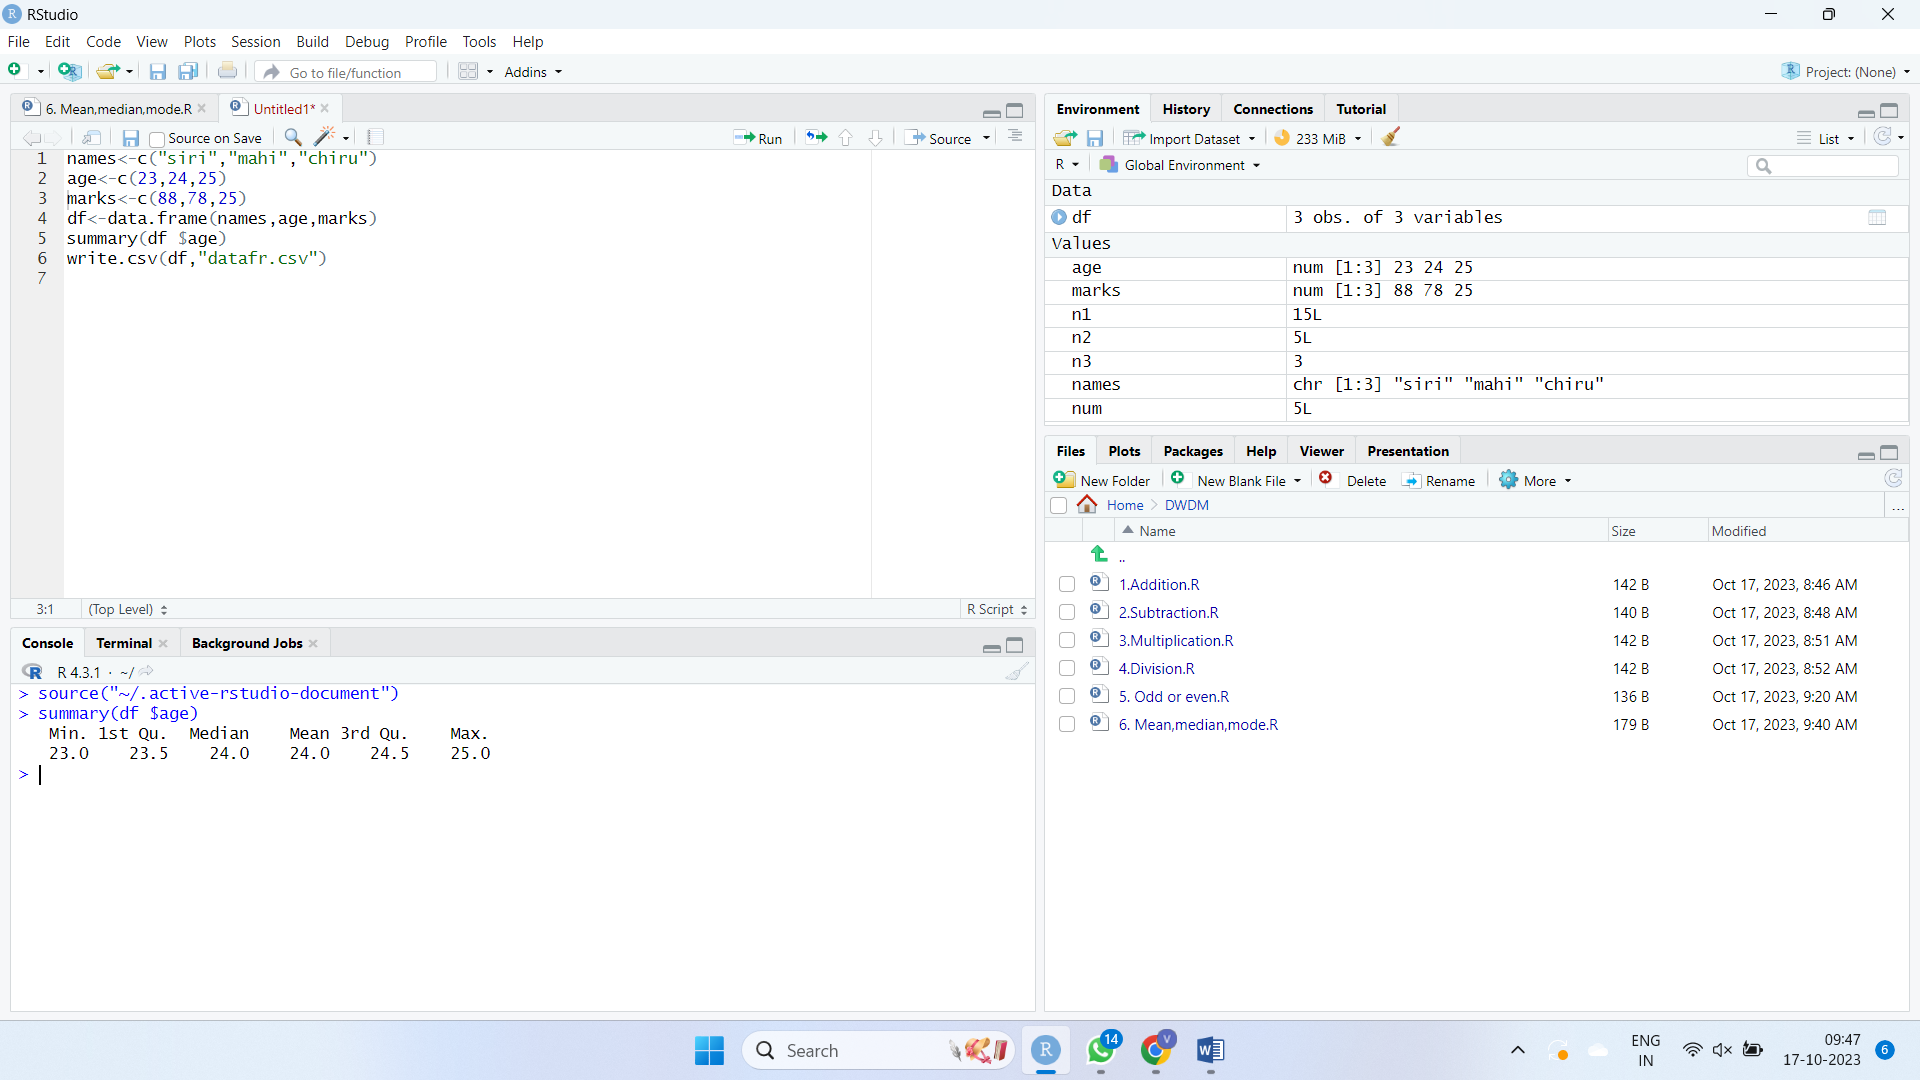 RStudio
File Edit Code View Plots Session Build Debug Profile Tools Help
Go to file/function Addins Project: (None)
6. Mean,median,mode.R Untitled1*
Source on Save Run Source
1 names<-c("siri","mahi","chiru")
2 age<-c(23,24,25)
3 marks<-c(88,78,25)
4 df<-data.frame(names,age,marks)
5 summary(df $age)
6 write.csv(df,"datafr.csv")
7
3:1 (Top Level) R Script
Console Terminal Background Jobs
R 4.3.1 · ~/
> source("~/.active-rstudio-document")
> summary(df $age)
Min. 1st Qu. Median Mean 3rd Qu. Max.
23.0 23.5 24.0 24.0 24.5 25.0
>
Environment History Connections Tutorial
Import Dataset 233 MiB List
R Global Environment
Data
df 3 obs. of 3 variables
Values
age num [1:3] 23 24 25
marks num [1:3] 88 78 25
n1 15L
n2 5L
n3 3
names chr [1:3] "siri" "mahi" "chiru"
num 5L
Files Plots Packages Help Viewer Presentation
New Folder New Blank File Delete Rename More
Home DWDM ...
Name Size Modified
..
1.Addition.R 142 B Oct 17, 2023, 8:46 AM
2.Subtraction.R 140 B Oct 17, 2023, 8:48 AM
3.Multiplication.R 142 B Oct 17, 2023, 8:51 AM
4.Division.R 142 B Oct 17, 2023, 8:52 AM
5. Odd or even.R 136 B Oct 17, 2023, 9:20 AM
6. Mean,median,mode.R 179 B Oct 17, 2023, 9:40 AM
Search 14 V ENG 09:47
IN 17-10-2023 6